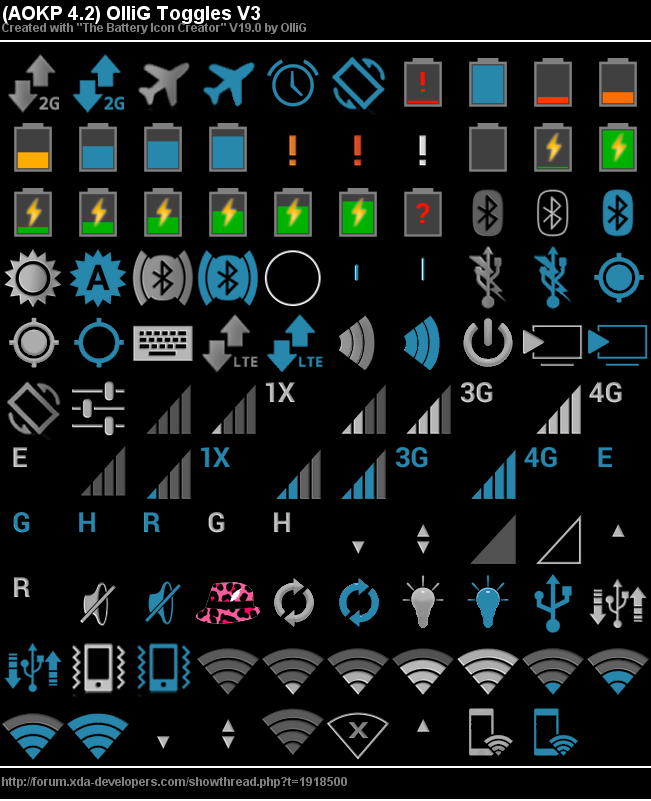 (AOKP 4.2) OlliG Toggles V3
Created with "The Battery Icon Creator" V19.0 by OlliG
2G 2G ! 
! ! !
?
A
LTE LTE
1X 3G 4G
E 1X 3G 4G E
G H R G H
R
X
http://forum.xda-developers.com/showthread.php?t=1918500